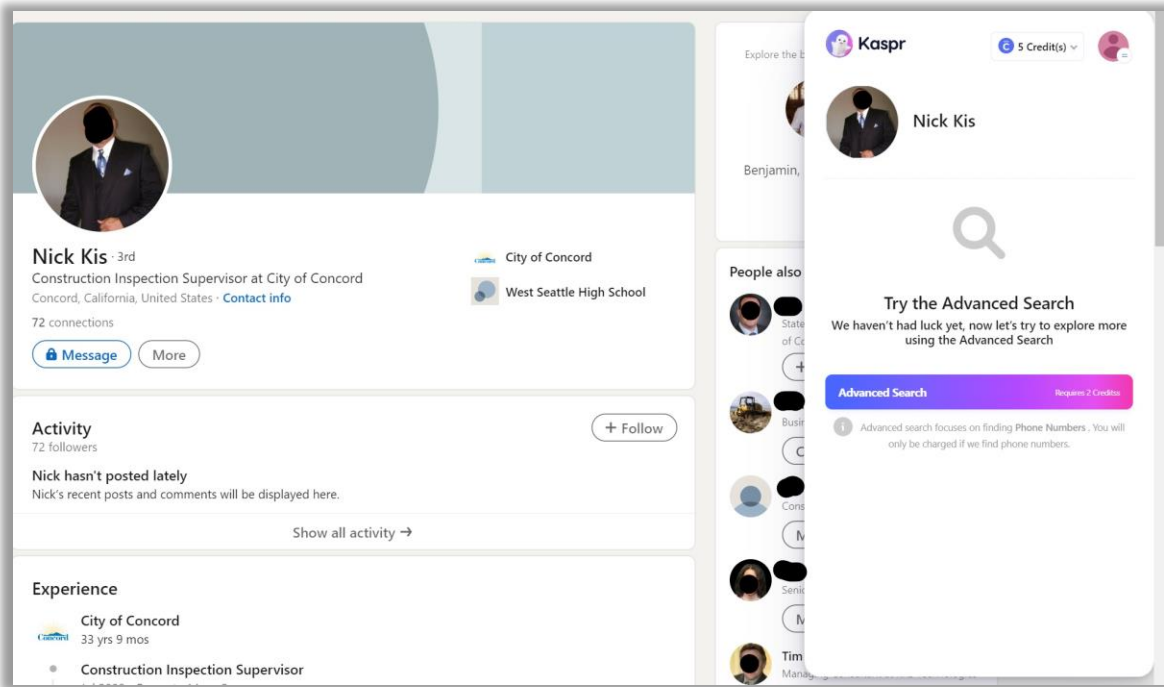 Nick Kis · 3rd
Construction Inspection Supervisor at City of Concord
Concord, California, United States · Contact info
72 connections
Message
More
City of Concord
West Seattle High School
Activity
72 followers
+ Follow
Nick hasn't posted lately
Nick's recent posts and comments will be displayed here.
Show all activity →
Experience
Concord
City of Concord
33 yrs 9 mos
Construction Inspection Supervisor
Explore the b
Benjamin,
People also
State
of Co
+
Busin
C
Cons
M
Senio
M
Tim
Kaspr
5 Credit(s)
Nick Kis
Try the Advanced Search
We haven't had luck yet, now let's try to explore more
using the Advanced Search
Advanced Search
Requires 2 Creditss
Advanced search focuses on finding Phone Numbers , You will
only be charged if we find phone numbers.